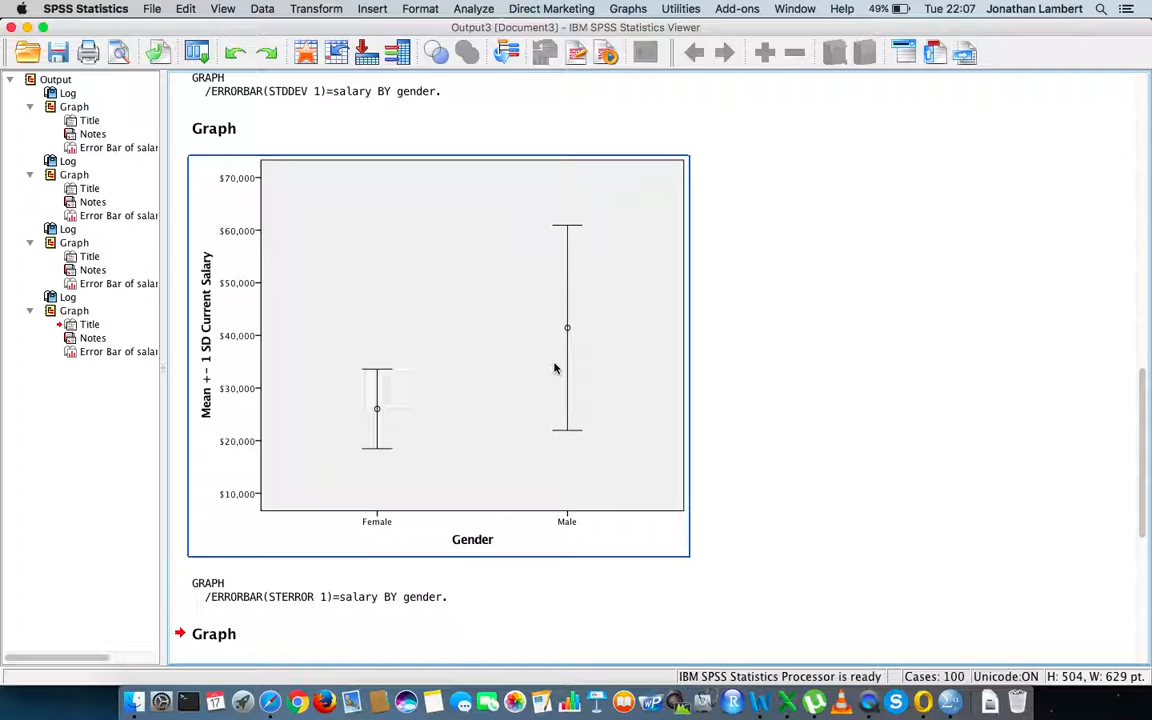 SPSS Statistics File Edit View Data Transform Insert Format Analyze Direct Marketing Graphs Utilities Add-ons Window Help 49% Tue 22:07 Jonathan Lambert
Output3 [Document3] - IBM SPSS Statistics Viewer
Output
Log
Graph
Title
Notes
Error Bar of salar
Log
Graph
Title
Notes
Error Bar of salar
Log
Graph
Title
Notes
Error Bar of salar
Log
Graph
Title
Notes
Error Bar of salar
GRAPH
/ERRORBAR(STDDEV 1)=salary BY gender.
Graph
Mean +- 1 SD Current Salary
$70,000
$60,000
$50,000
$40,000
$30,000
$20,000
$10,000
Female Male
Gender
GRAPH
/ERRORBAR(STERROR 1)=salary BY gender.
Graph
IBM SPSS Statistics Processor is ready Cases: 100 Unicode:ON H: 504, W: 629 pt.